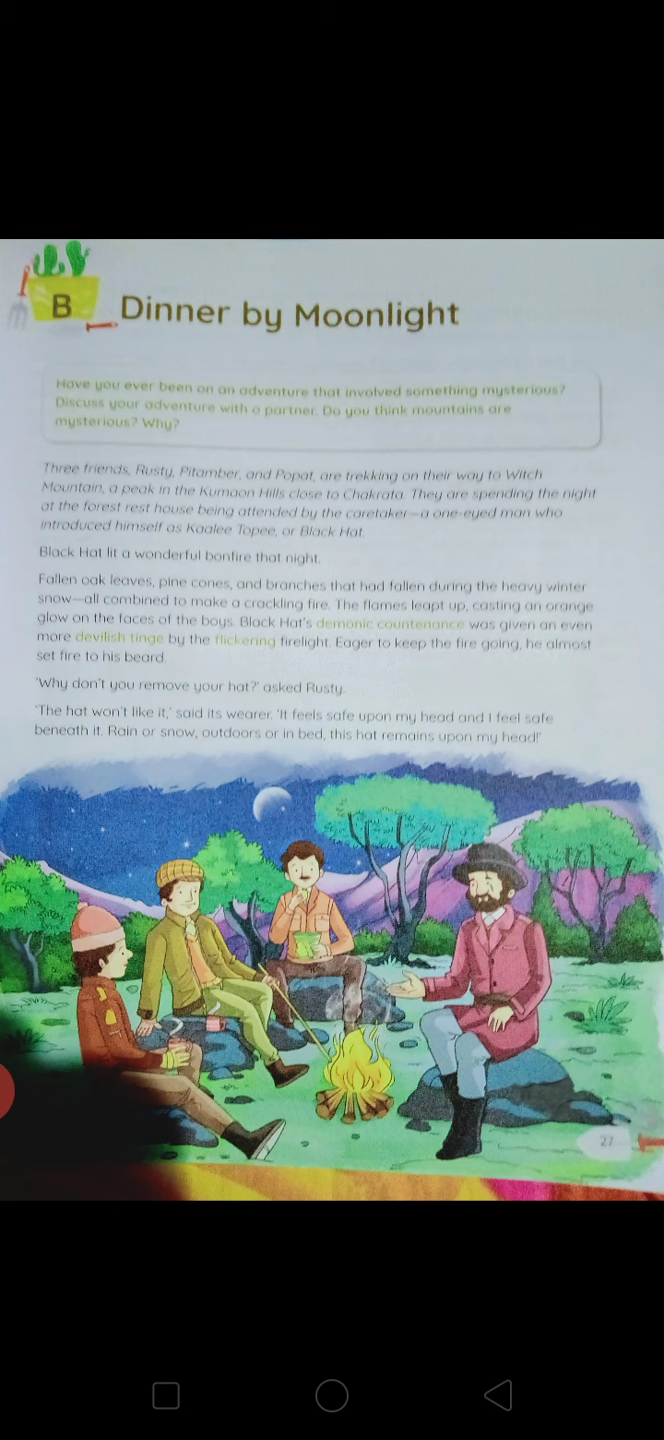 B
Dinner by Moonlight
Have you ever been on an adventure that involved something mysterious?
Discuss your adventure with a partner. Do you think mountains are
mysterious? Why?
Three friends, Rusty, Pitamber, and Popat, are trekking on their way to Witch
Mountain, a peak in the Kumaon Hills close to Chakrata. They are spending the night
at the forest rest house being attended by the caretaker—a one-eyed man who
introduced himself as Kaalee Topee, or Black Hat.
Black Hat lit a wonderful bonfire that night.
Fallen oak leaves, pine cones, and branches that had fallen during the heavy winter
snow—all combined to make a crackling fire. The flames leapt up, casting an orange
glow on the faces of the boys. Black Hat's demonic countenance was given an even
more devilish tinge by the flickering firelight. Eager to keep the fire going, he almost
set fire to his beard.
'Why don't you remove your hat?' asked Rusty.
'The hat won't like it,' said its wearer. 'It feels safe upon my head and I feel safe
beneath it. Rain or snow, outdoors or in bed, this hat remains upon my head!'
27